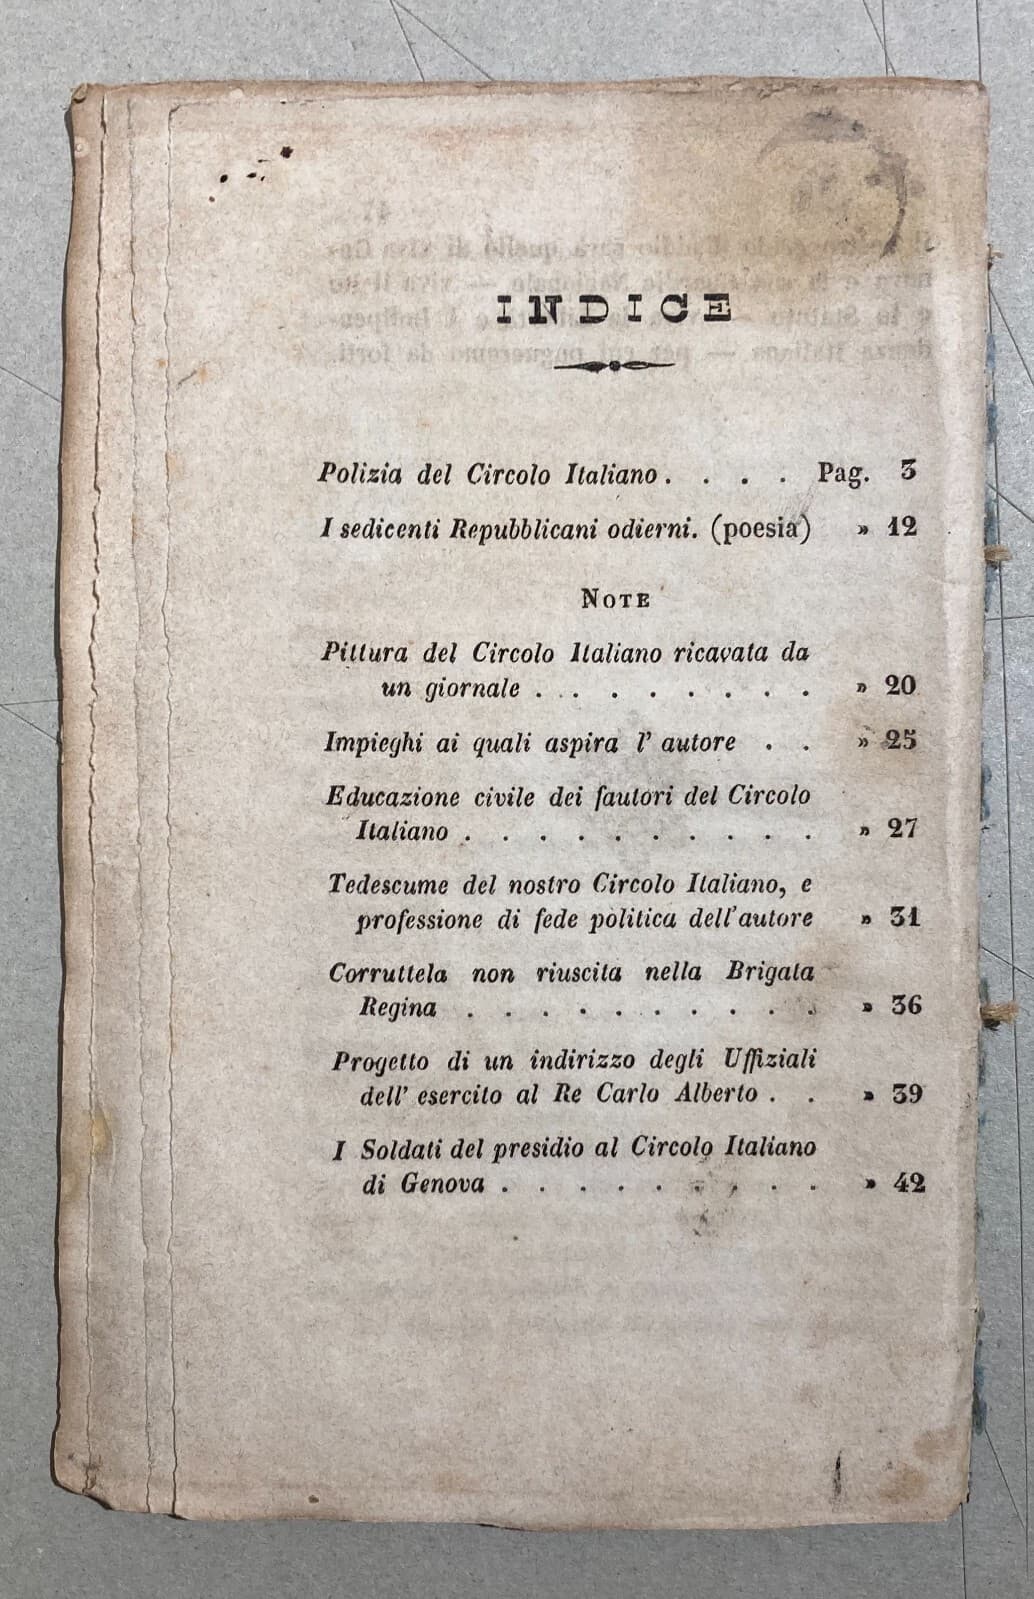 INDICE
Polizia del Circolo Italiano . . . . Pag. 3
I sedicenti Repubblicani odierni. (poesia) » 12
NOTE
Pittura del Circolo Italiano ricavata da
un giornale . . . . . . . . » 20
Impieghi ai quali aspira l' autore . . » 25
Educazione civile dei fautori del Circolo
Italiano . . . . . . . . . . » 27
Tedescume del nostro Circolo Italiano, e
professione di fede politica dell'autore » 31
Corruttela non riuscita nella Brigata
Regina . . . . . . . . . . » 36
Progetto di un indirizzo degli Uffiziali
dell' esercito al Re Carlo Alberto . . » 39
I Soldati del presidio al Circolo Italiano
di Genova . . . . . . . . . » 42